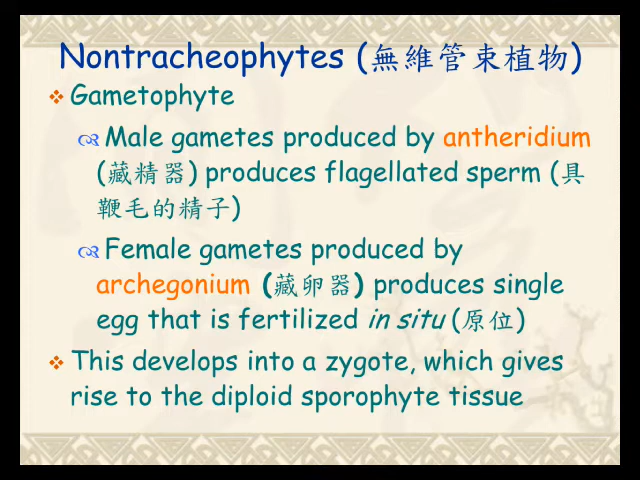 Nontracheophytes (無維管束植物)
Gametophyte
Male gametes produced by antheridium
(藏精器) produces flagellated sperm (具
鞭毛的精子)
Female gametes produced by
archegonium (藏卵器) produces single
egg that is fertilized in situ (原位)
This develops into a zygote, which gives
rise to the diploid sporophyte tissue